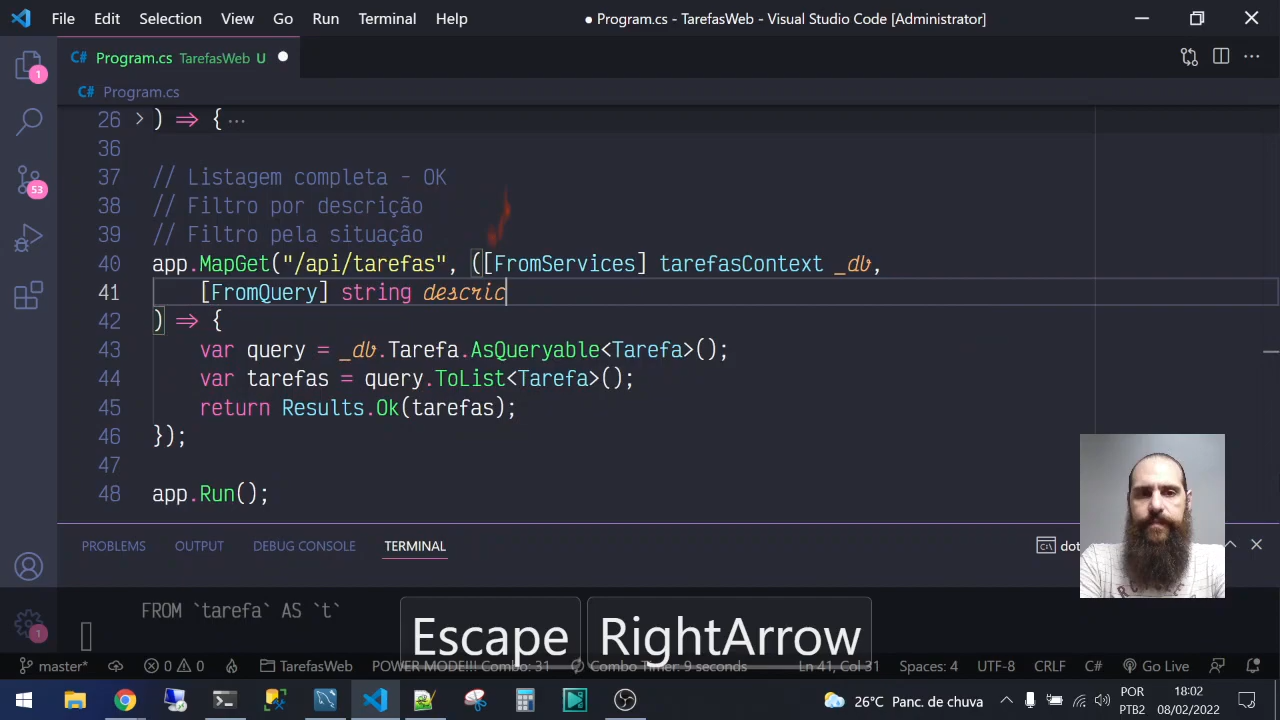 File Edit Selection View Go Run Terminal Help
● Program.cs - TarefasWeb - Visual Studio Code [Administrator]
C# Program.cs TarefasWeb U
C# Program.cs
26 ) => { ...
36
37 // Listagem completa - OK
38 // Filtro por descrição
39 // Filtro pela situação
40 app.MapGet("/api/tarefas", ([FromServices] tarefasContext _db,
41 [FromQuery] string descric
42 ) => {
43 var query = _db.Tarefa.AsQueryable<Tarefa>();
44 var tarefas = query.ToList<Tarefa>();
45 return Results.Ok(tarefas);
46 });
47
48 app.Run();
1
53
1
PROBLEMS OUTPUT DEBUG CONSOLE TERMINAL
dot
FROM `tarefa` AS `t`
Escape RightArrow
master* 0 0 TarefasWeb POWER MODE!!! Combo: 31 Combo Timer: 9 seconds Ln 41, Col 31 Spaces: 4 UTF-8 CRLF C# Go Live
26°C Panc. de chuva POR PTB2 18:02 08/02/2022